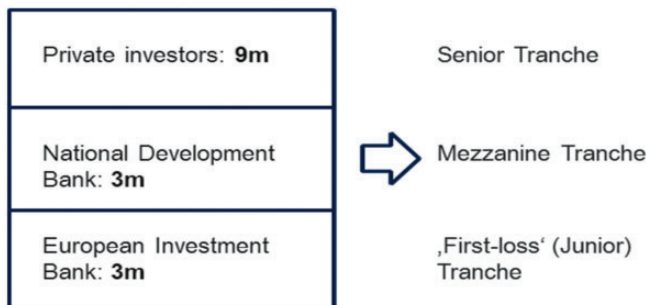 Private investors: 9m
Senior Tranche
National Development
Bank: 3m
Mezzanine Tranche
European Investment
Bank: 3m
‚First-loss‘ (Junior)
Tranche